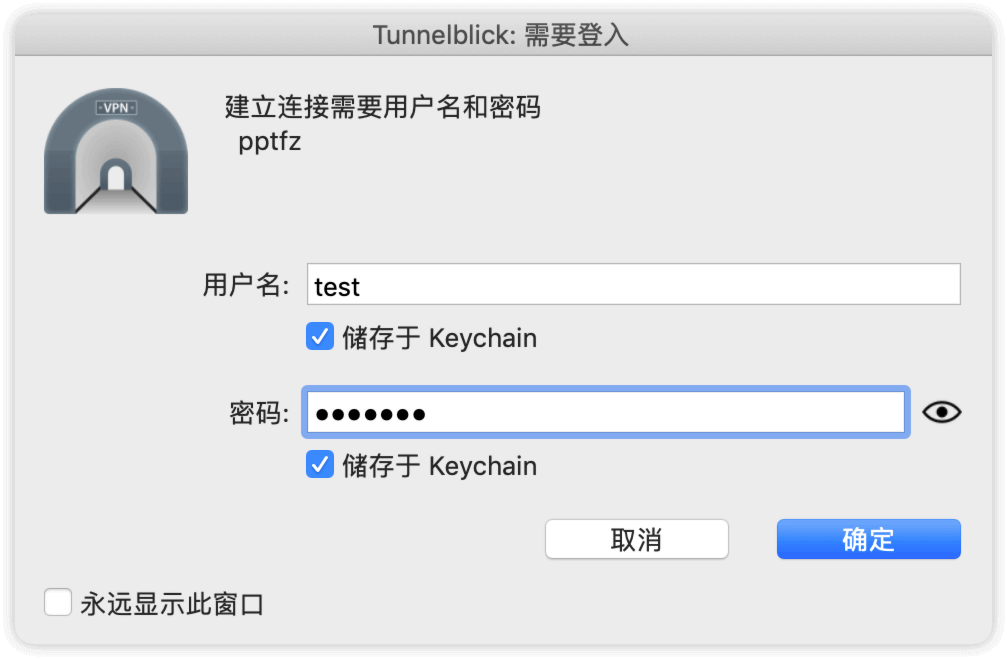 Tunnelblick: 需要登入
VPN
建立连接需要用户名和密码
pptfz
用户名: test
储存于 Keychain
密码: ●●●●●●●
储存于 Keychain
取消 确定
永远显示此窗口